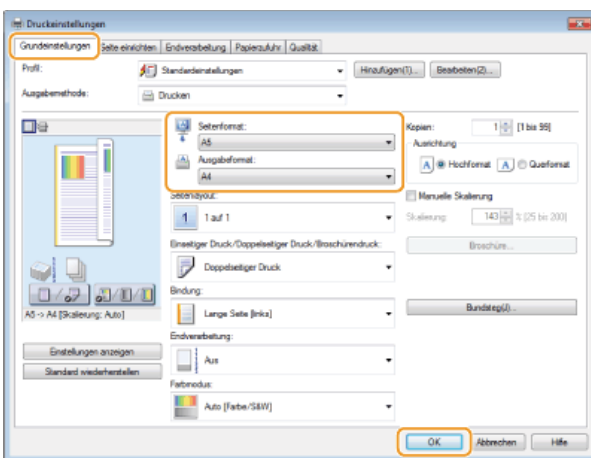 Druckeinstellungen
Grundeinstellungen Seite einrichten Endverarbeitung Papierzufuhr Qualität
Profil: Standardeinstellungen Hinzufügen(1)... Bearbeiten(2)...
Ausgabemethode: Drucken
Seitenformat:
A5
Ausgabeformat:
A4
Kopien: 1 [1 bis 99]
Ausrichtung
A Hochformat A Querformat
Seitenlayout:
1 1 auf 1
Manuelle Skalierung
Skalierung: 143 % [25 bis 200]
Einseitiger Druck/Doppelseitiger Druck/Broschürendruck:
Doppelseitiger Druck
Broschüre...
Bindung:
Lange Seite [links]
Bundsteg(J)...
A5 -> A4 [Skalierung: Auto]
Endverarbeitung:
Aus
Einstellungen anzeigen
Standard wiederherstellen
Farbmodus:
Auto [Farbe/S&W]
OK Abbrechen Hilfe